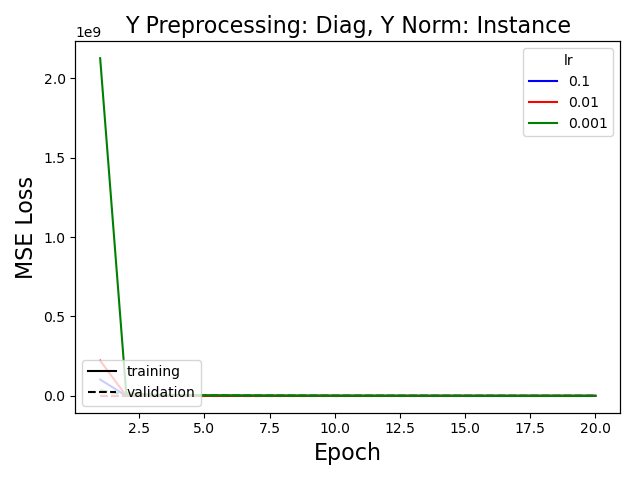 Y Preprocessing: Diag, Y Norm: Instance
1e9
2.0
1.5
1.0
0.5
0.0
MSE Loss
lr
0.1
0.01
0.001
training
validation
2.5 5.0 7.5 10.0 12.5 15.0 17.5 20.0
Epoch